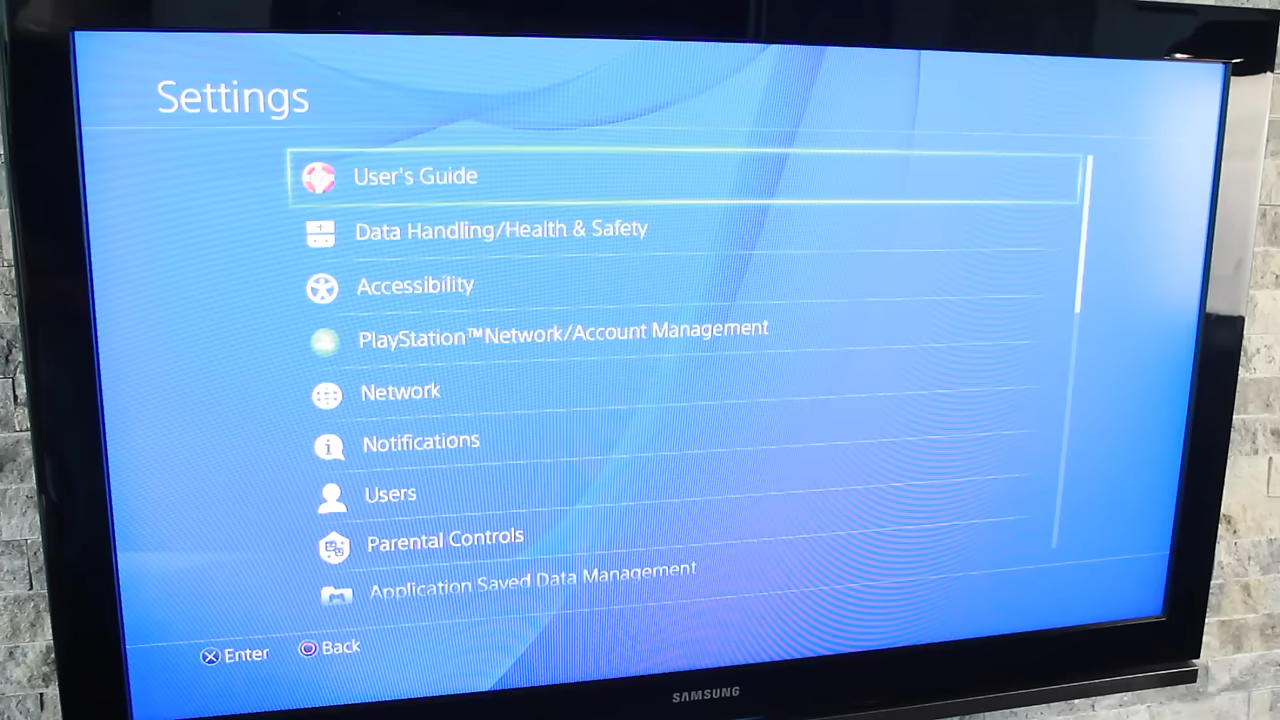 Settings
User's Guide
Data Handling/Health & Safety
Accessibility
PlayStation™Network/Account Management
Network
Notifications
Users
Parental Controls
Application Saved Data Management
Enter
Back
SAMSUNG